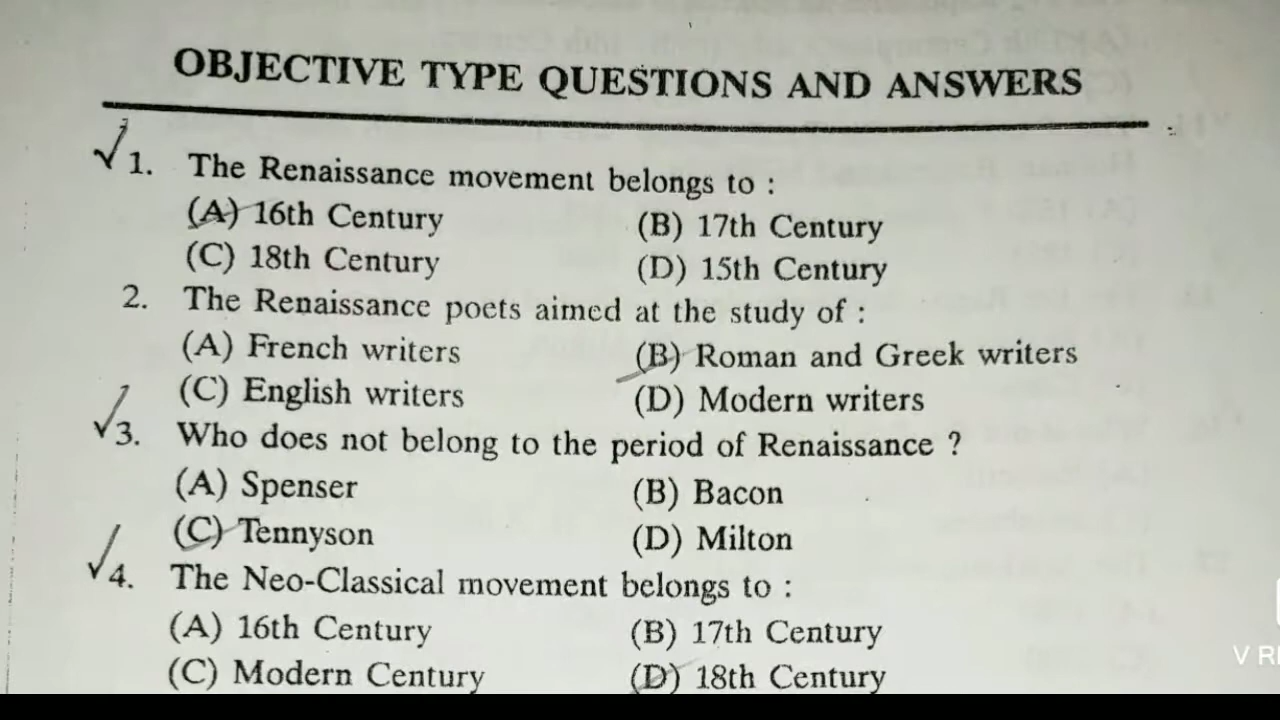 OBJECTIVE TYPE QUESTIONS AND ANSWERS
1. The Renaissance movement belongs to :
(A) 16th Century (B) 17th Century
(C) 18th Century (D) 15th Century
2. The Renaissance poets aimed at the study of :
(A) French writers (B) Roman and Greek writers
(C) English writers (D) Modern writers
3. Who does not belong to the period of Renaissance ?
(A) Spenser (B) Bacon
(C) Tennyson (D) Milton
4. The Neo-Classical movement belongs to :
(A) 16th Century (B) 17th Century
(C) Modern Century (D) 18th Century